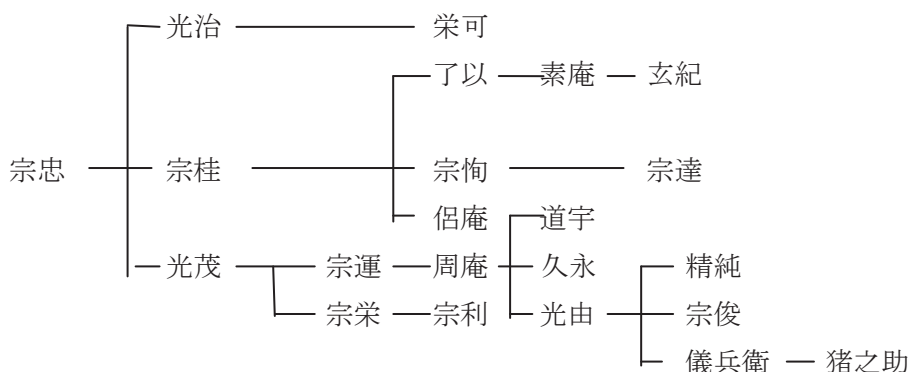 光治 栄可
了以 素庵 玄紀
宗忠 宗桂 宗恂 宗達
侶庵 道宇
光茂 宗運 周庵 久永 精純
宗栄 宗利 光由 宗俊
儀兵衛 猪之助